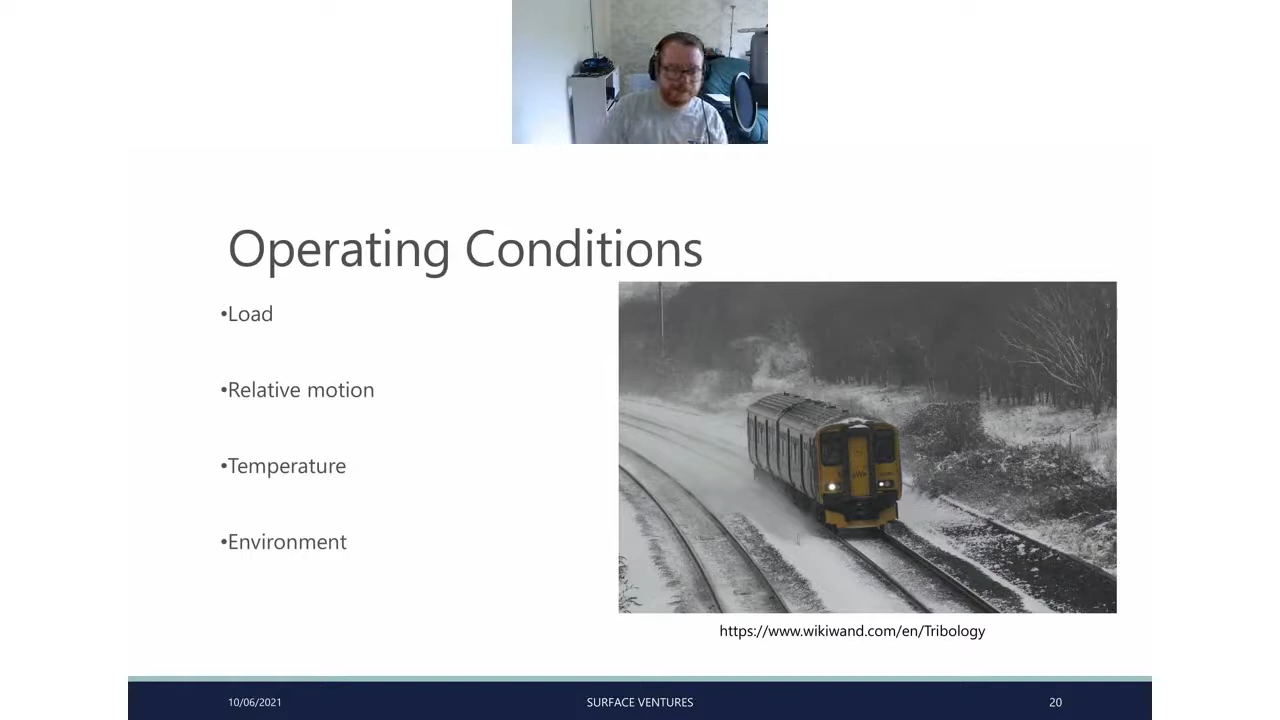 Operating Conditions
•Load
•Relative motion
•Temperature
•Environment
https://www.wikiwand.com/en/Tribology
10/06/2021
SURFACE VENTURES
20